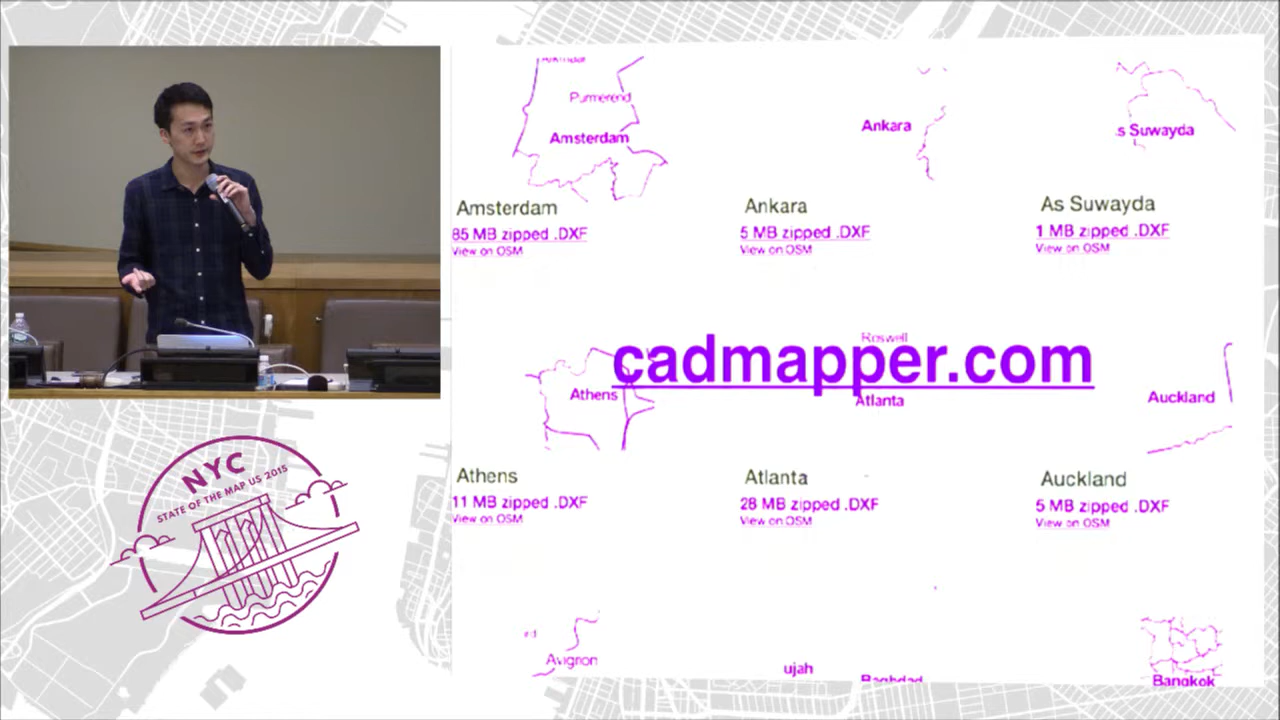 Purmerend
Amsterdam
Ankara
s Suwayda
Amsterdam
85 MB zipped .DXF
View on OSM
Ankara
5 MB zipped .DXF
View on OSM
As Suwayda
1 MB zipped .DXF
View on OSM
Roswell
cadmapper.com
Athens
Atlanta
Auckland
Athens
11 MB zipped .DXF
View on OSM
Atlanta
28 MB zipped .DXF
View on OSM
Auckland
5 MB zipped .DXF
View on OSM
NYC
STATE OF THE MAP US 2015
Avignon
ujah
Baghdad
Bangkok